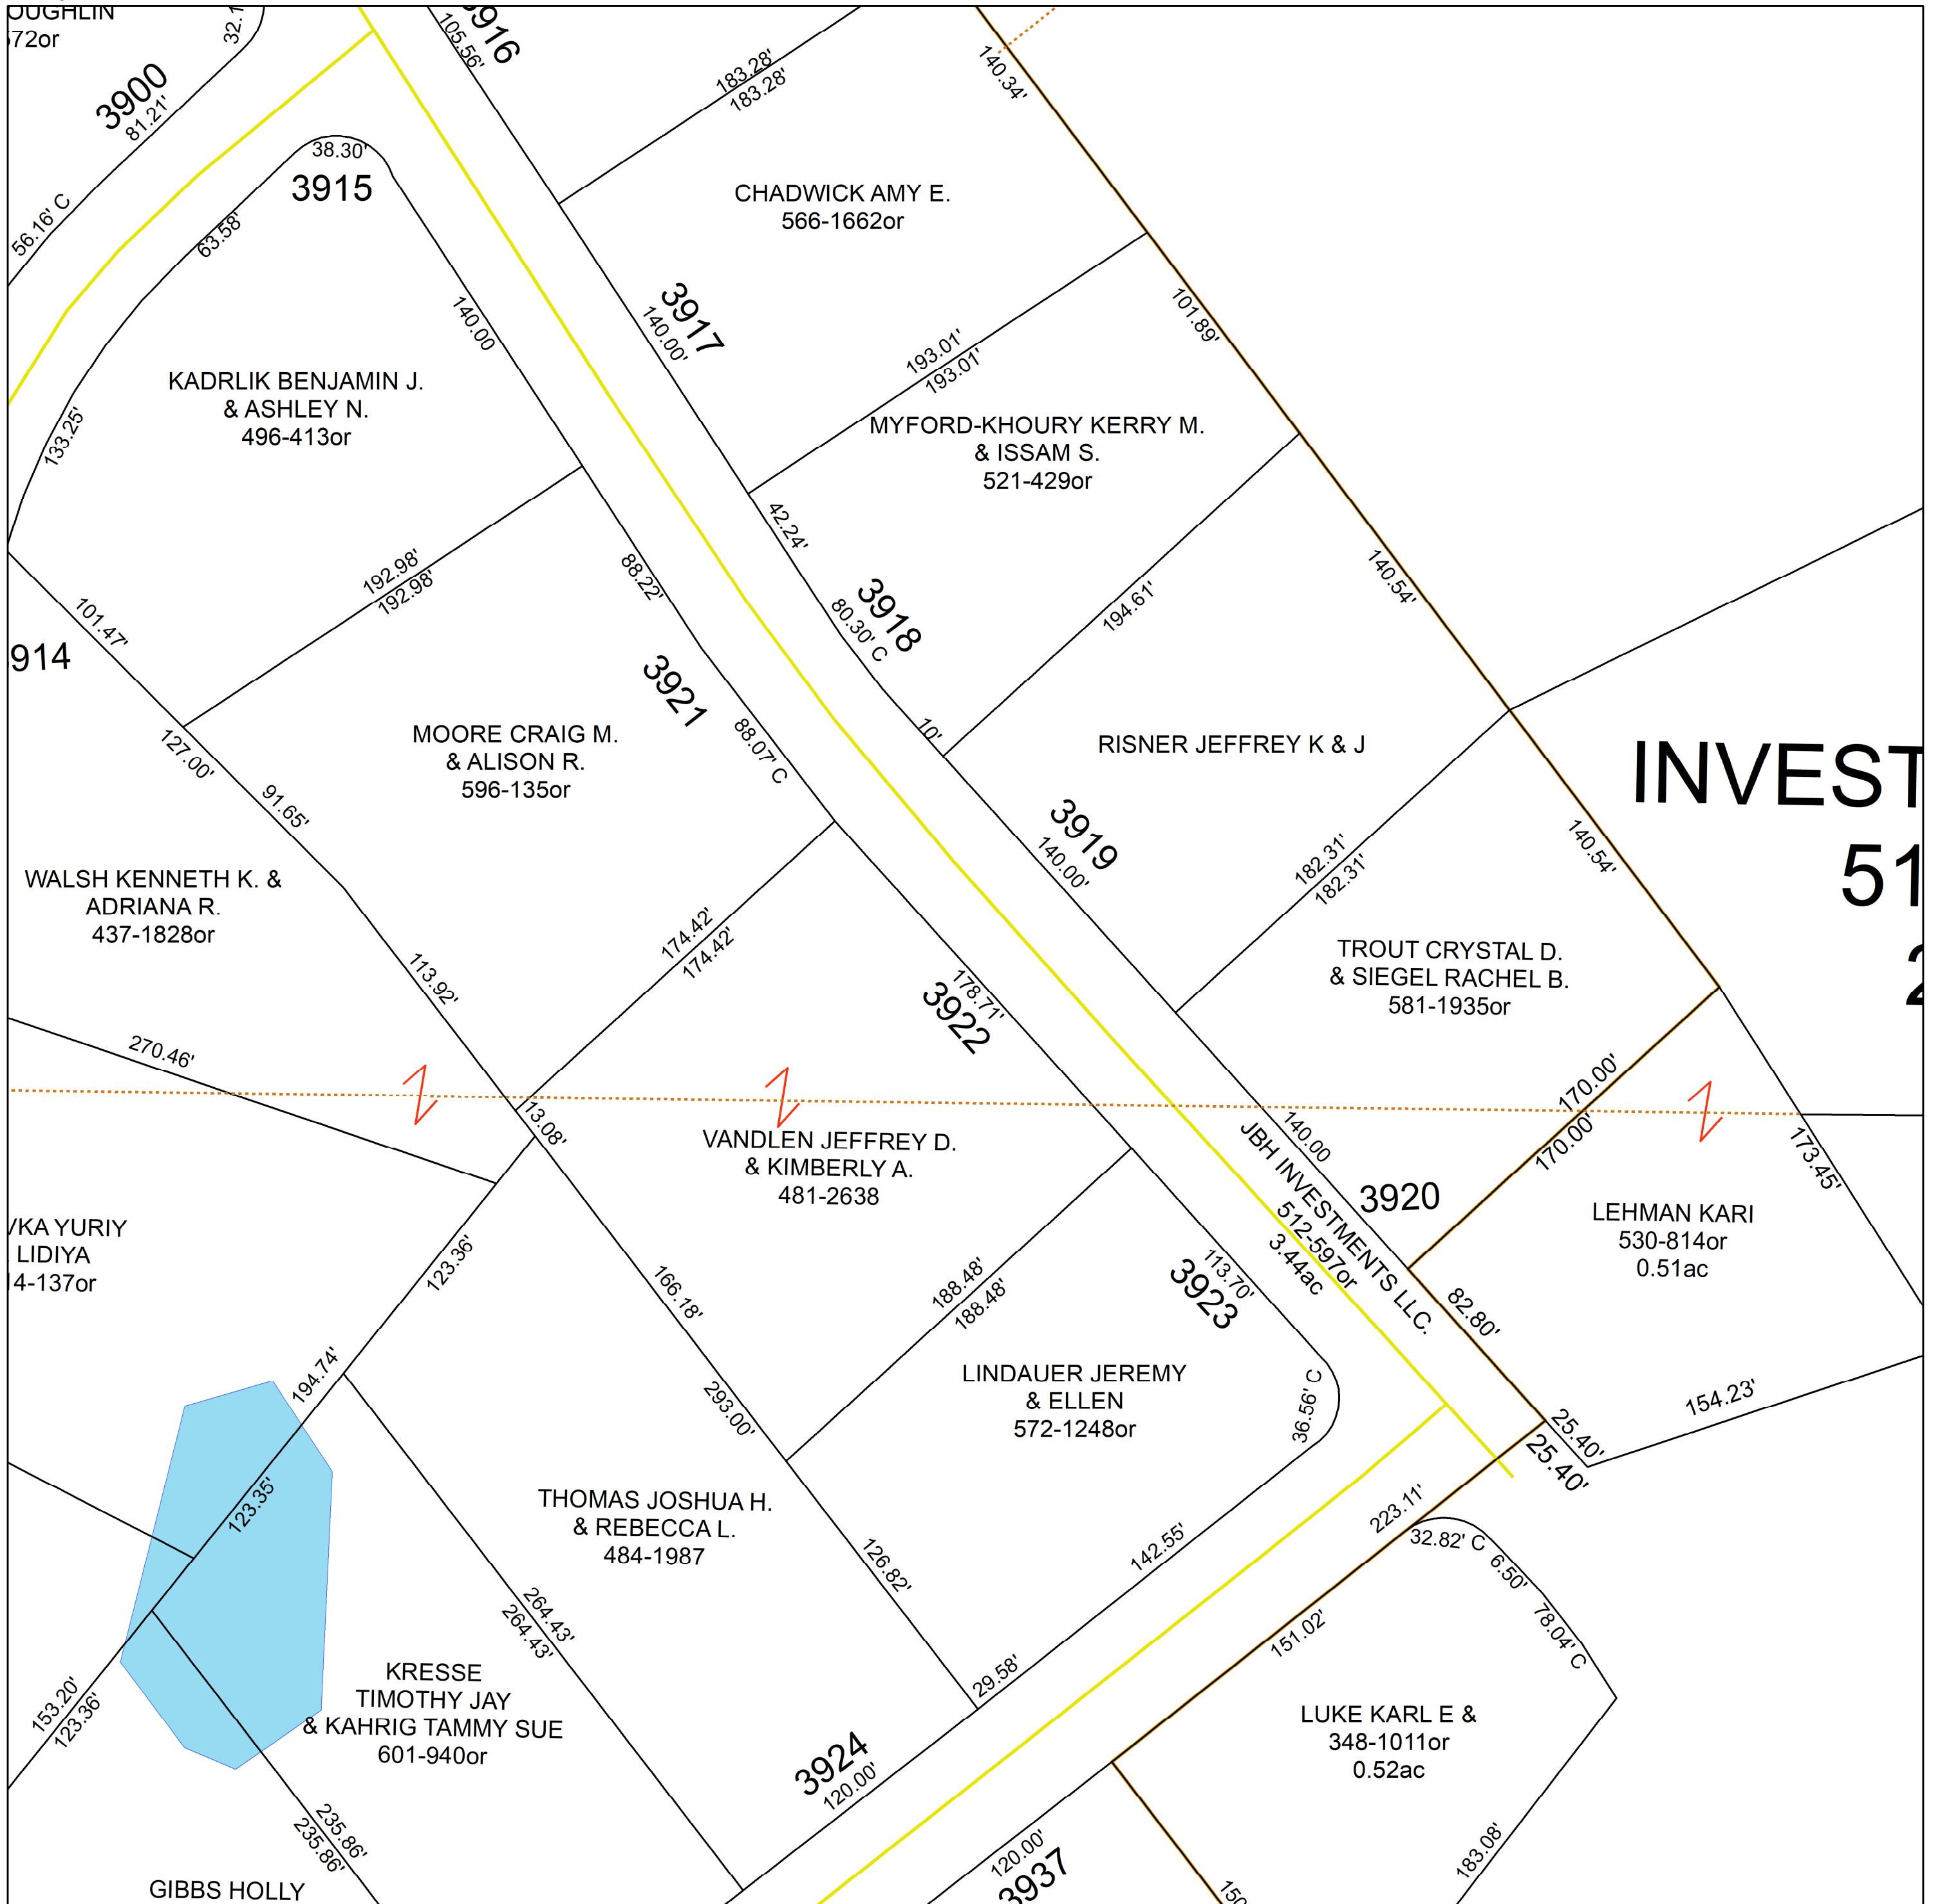 OUGHLIN
72or
32.1
3900
81.21'
56.16' C
38.30'
3915
63.58'
133.25'
140.00
KADRLIK BENJAMIN J.
& ASHLEY N.
496-413or
3916
105.56'
183.28'
183.28'
140.34'
CHADWICK AMY E.
566-1662or
3917
140.00'
193.01'
193.01'
101.89'
MYFORD-KHOURY KERRY M.
& ISSAM S.
521-429or
42.24'
3918
80.30' C
10'
194.61'
140.54'
192.98'
192.98'
88.22'
101.47'
914
3921
88.07' C
MOORE CRAIG M.
& ALISON R.
596-135or
127.00'
91.65'
RISNER JEFFREY K & J
3919
140.00'
182.31'
182.31'
140.54'
INVEST
51
2
WALSH KENNETH K. &
ADRIANA R.
437-1828or
113.92'
174.42'
174.42'
178.71'
3922
TROUT CRYSTAL D.
& SIEGEL RACHEL B.
581-1935or
270.46'
13.08'
VANDLEN JEFFREY D.
& KIMBERLY A.
481-2638
170.00'
170.00'
140.00
JBH INVESTMENTS LLC.
512-597or
3.44ac
3920
173.45'
LEHMAN KARI
530-814or
0.51ac
VKA YURIY
LIDIYA
14-137or
123.36'
166.18'
188.48'
188.48'
113.70'
3923
82.80'
194.74'
293.00'
LINDAUER JEREMY
& ELLEN
572-1248or
36.56' C
154.23'
25.40'
25.40'
123.35'
THOMAS JOSHUA H.
& REBECCA L.
484-1987
126.82'
142.55'
223.11'
32.82' C
6.50'
78.04' C
264.43'
264.43'
151.02'
29.58'
153.20'
123.36'
KRESSE
TIMOTHY JAY
& KAHRIG TAMMY SUE
601-940or
LUKE KARL E &
348-1011or
0.52ac
3924
120.00'
235.86'
235.86'
120.00'
3937
183.08'
150
GIBBS HOLLY